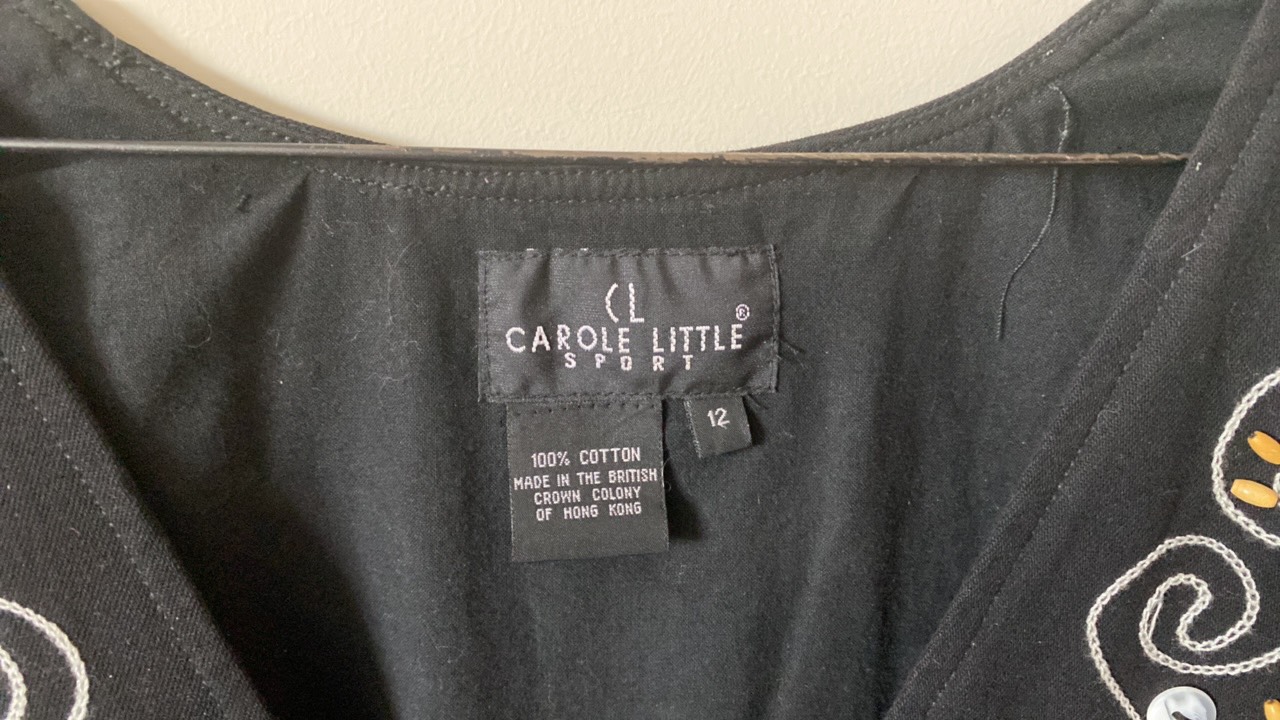 CL
CAROLE LITTLE®
SPORT
12
100% COTTON
MADE IN THE BRITISH
CROWN COLONY
OF HONG KONG